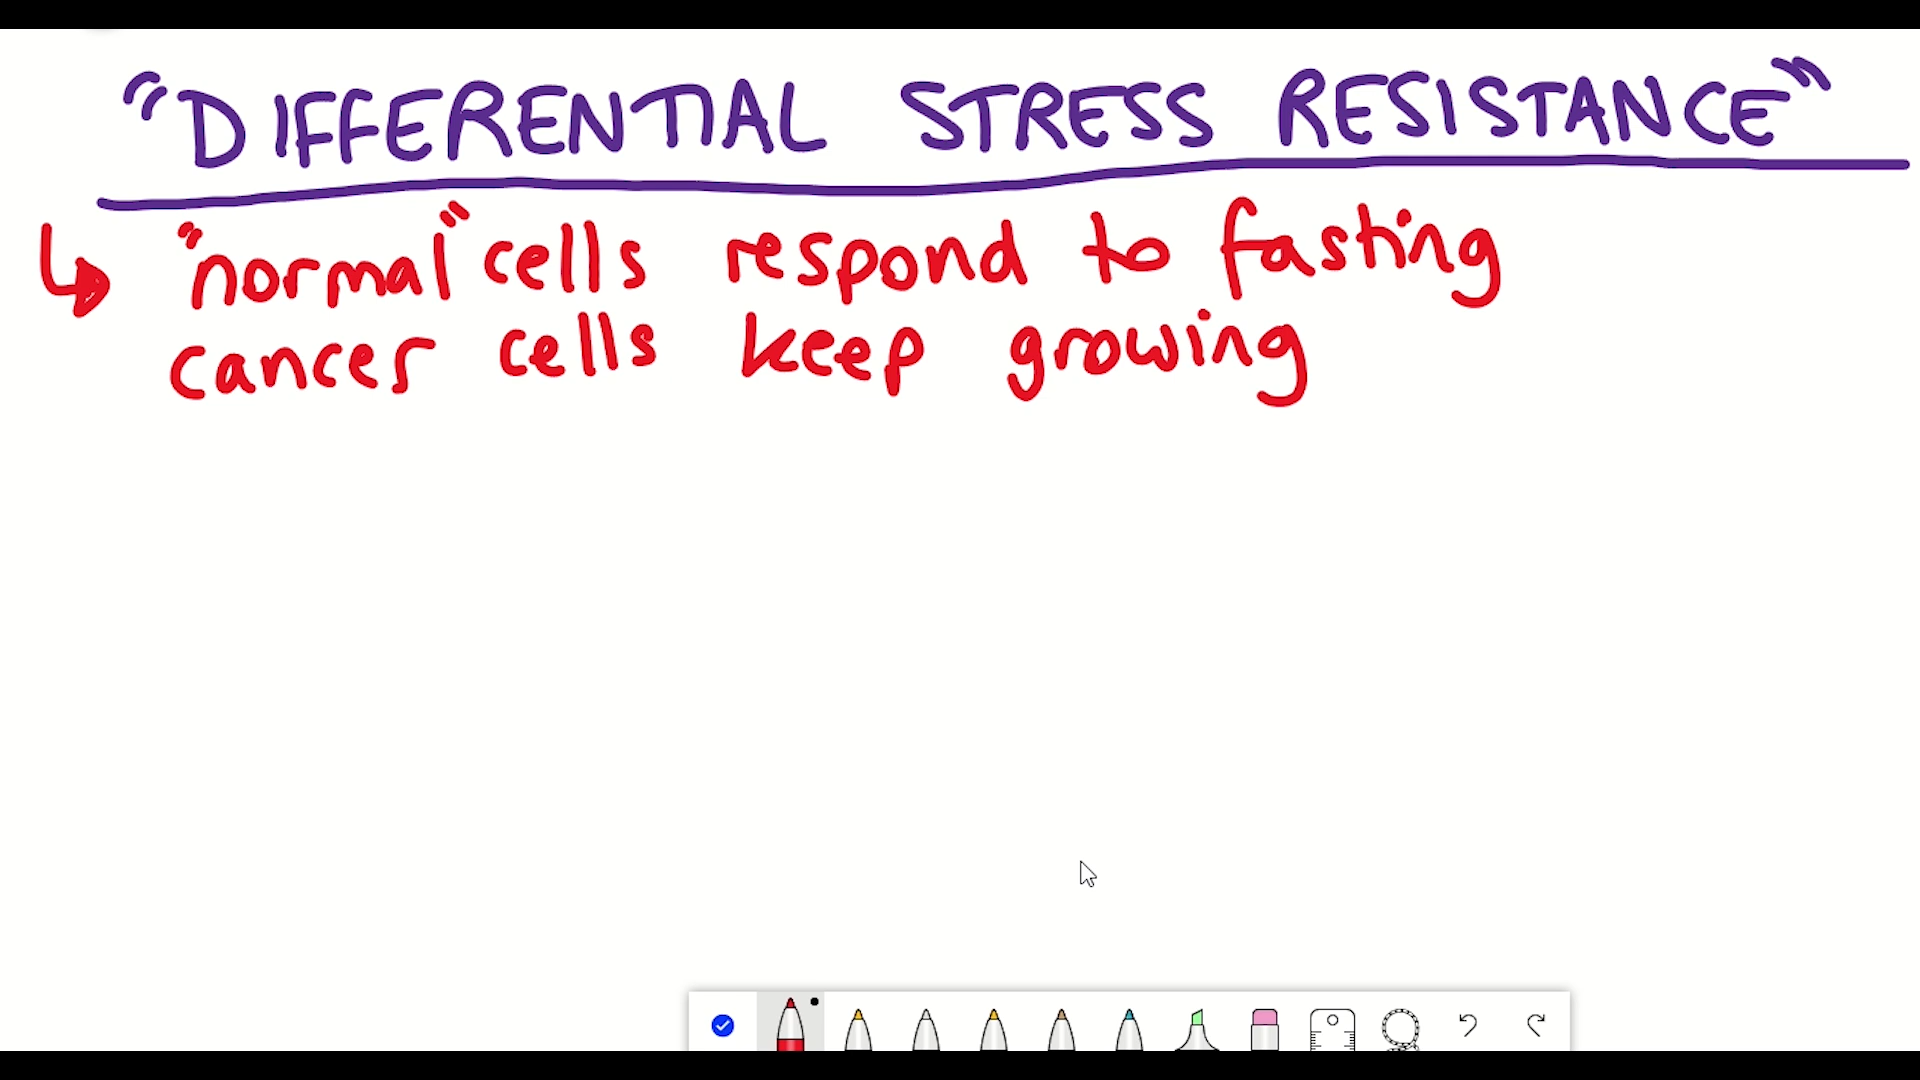 "DIFFERENTIAL STRESS RESISTANCE"
"normal" cells respond to fasting
cancer cells keep growing